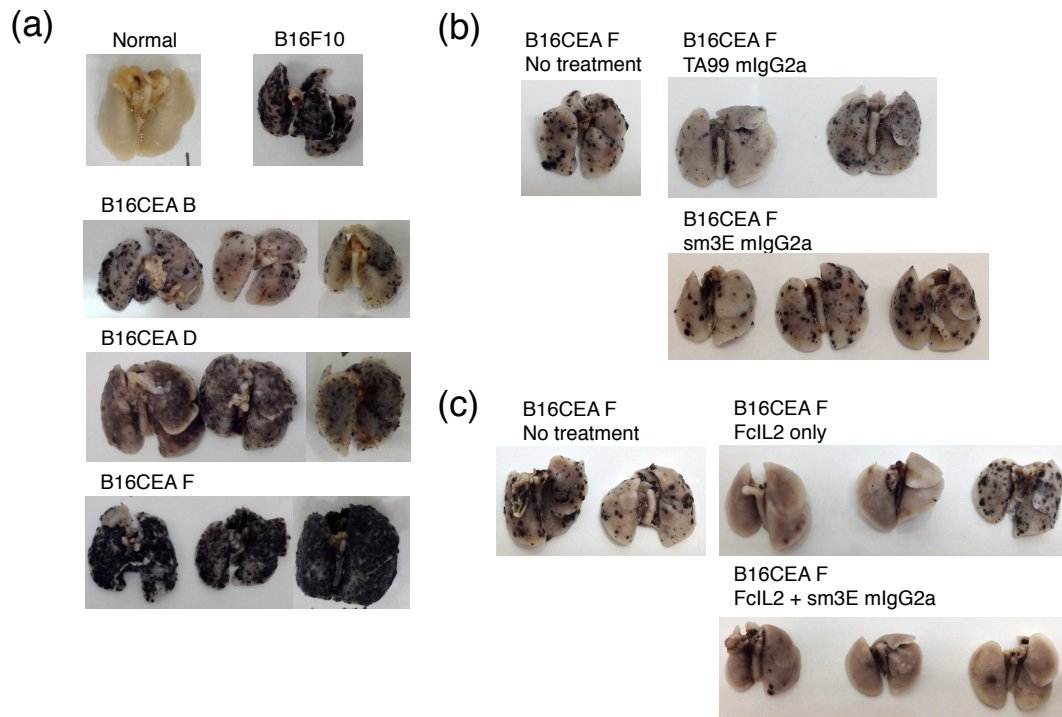 (a)
Normal
B16F10
B16CEA B
B16CEA D
B16CEA F
(b)
B16CEA F
No treatment
B16CEA F
TA99 mIgG2a
B16CEA F
sm3E mIgG2a
(c)
B16CEA F
No treatment
B16CEA F
FcIL2 only
B16CEA F
FcIL2 + sm3E mIgG2a